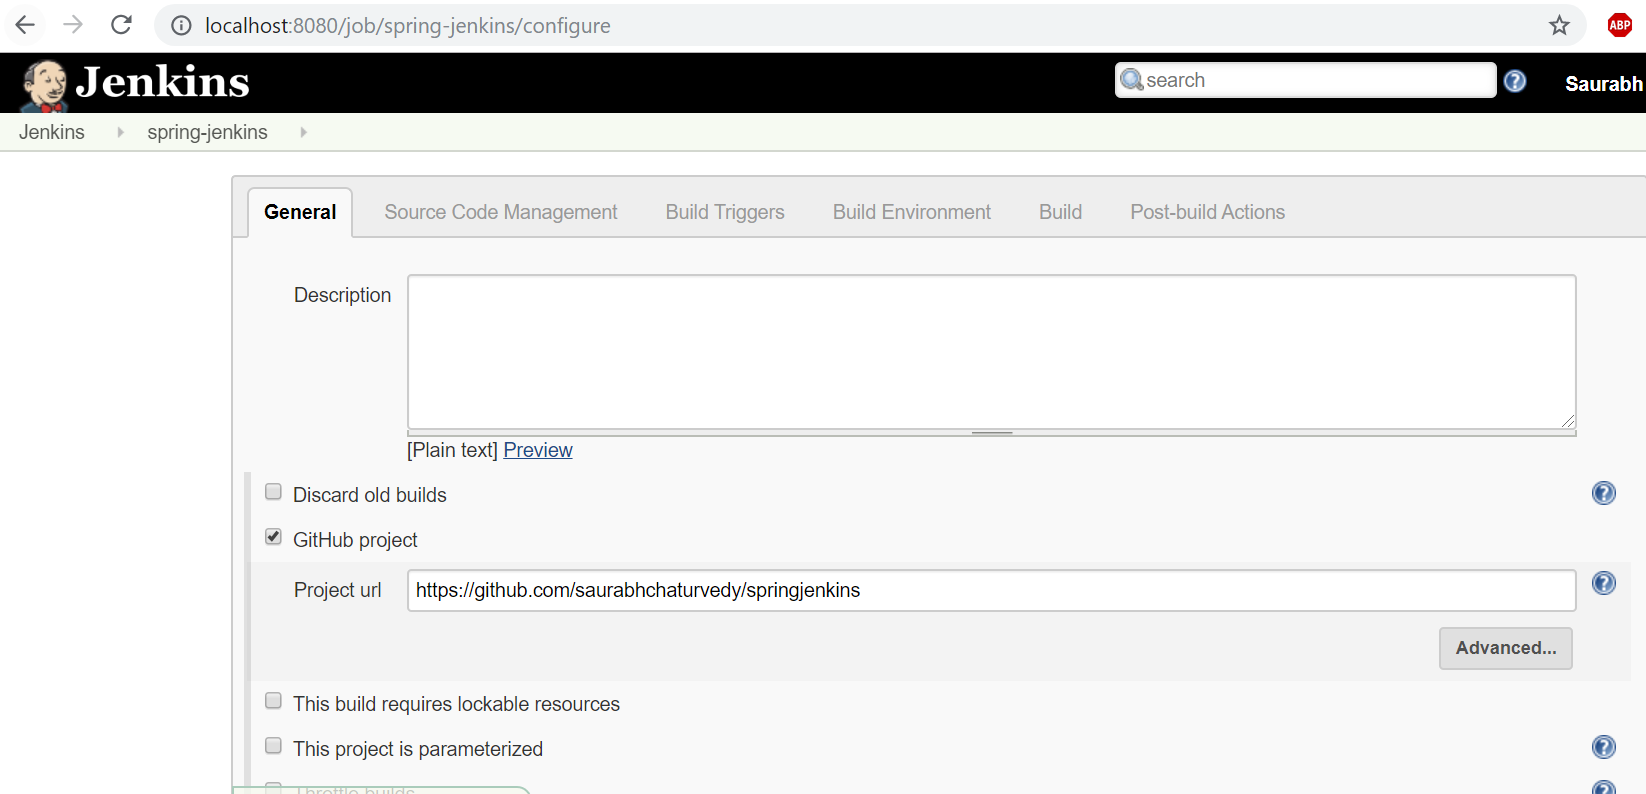 localhost:8080/job/spring-jenkins/configure
ABP
Jenkins
search
Saurabh
Jenkins
spring-jenkins
General
Source Code Management
Build Triggers
Build Environment
Build
Post-build Actions
Description
[Plain text] Preview
Discard old builds
GitHub project
Project url
https://github.com/saurabhchaturvedy/springjenkins
Advanced...
This build requires lockable resources
This project is parameterized
Throttle builds